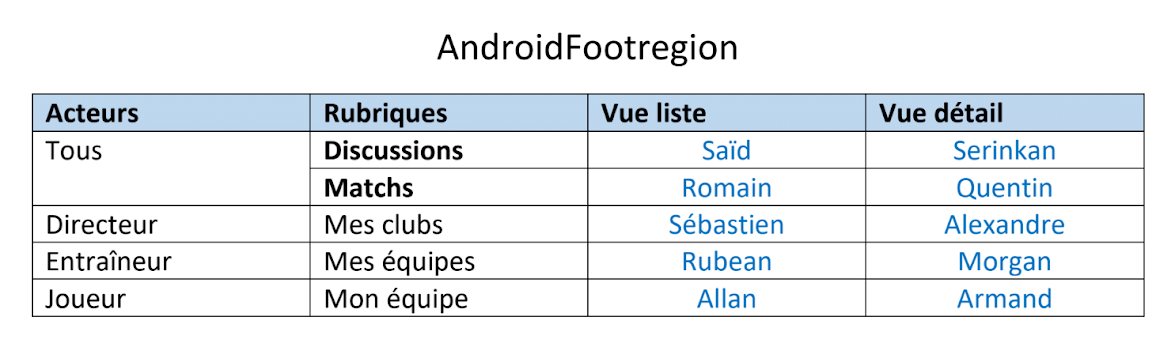 AndroidFootregion
Acteurs Rubriques Vue liste Vue détail
Tous Discussions Saïd Serinkan
Matchs Romain Quentin
Directeur Mes clubs Sébastien Alexandre
Entraîneur Mes équipes Rubean Morgan
Joueur Mon équipe Allan Armand